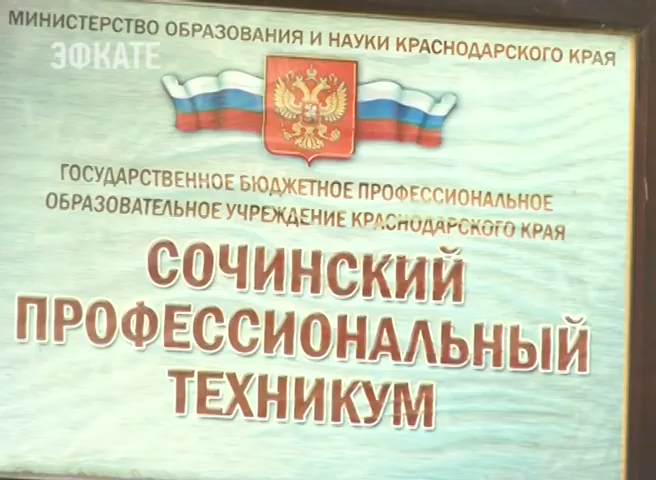 МИНИСТЕРСТВО ОБРАЗОВАНИЯ И НАУКИ КРАСНОДАРСКОГО КРАЯ
ЭФКАТЕ
ГОСУДАРСТВЕННОЕ БЮДЖЕТНОЕ ПРОФЕССИОНАЛЬНОЕ
ОБРАЗОВАТЕЛЬНОЕ УЧРЕЖДЕНИЕ КРАСНОДАРСКОГО КРАЯ
СОЧИНСКИЙ
ПРОФЕССИОНАЛЬНЫЙ
ТЕХНИКУМ